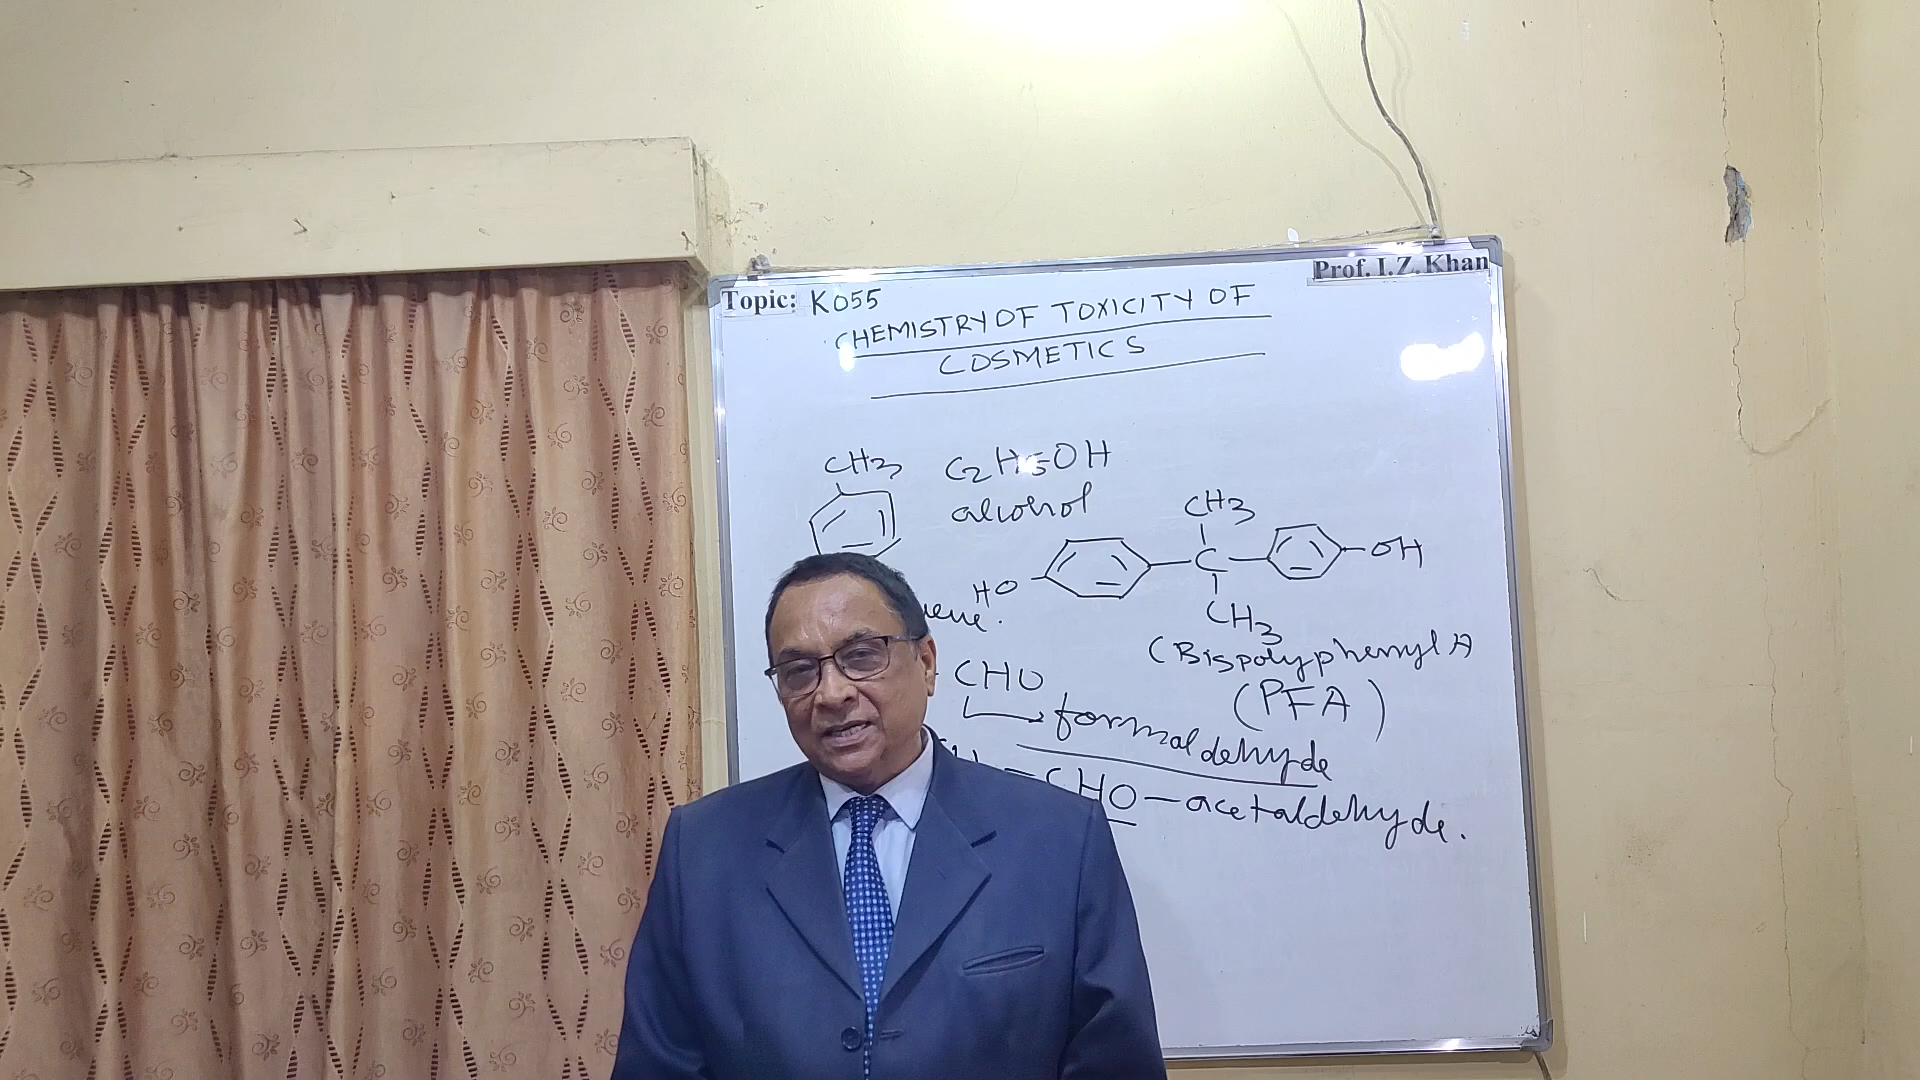 Prof. I. Z. Khan
Topic: K055
CHEMISTRY OF TOXICITY OF
COSMETICS
CH3 C2H5OH
alcohol
CH3
HO C OH
CH3
(Bispolyphenyl A
(PFA)
CHO
formaldehyde
CHO — acetaldehyde.